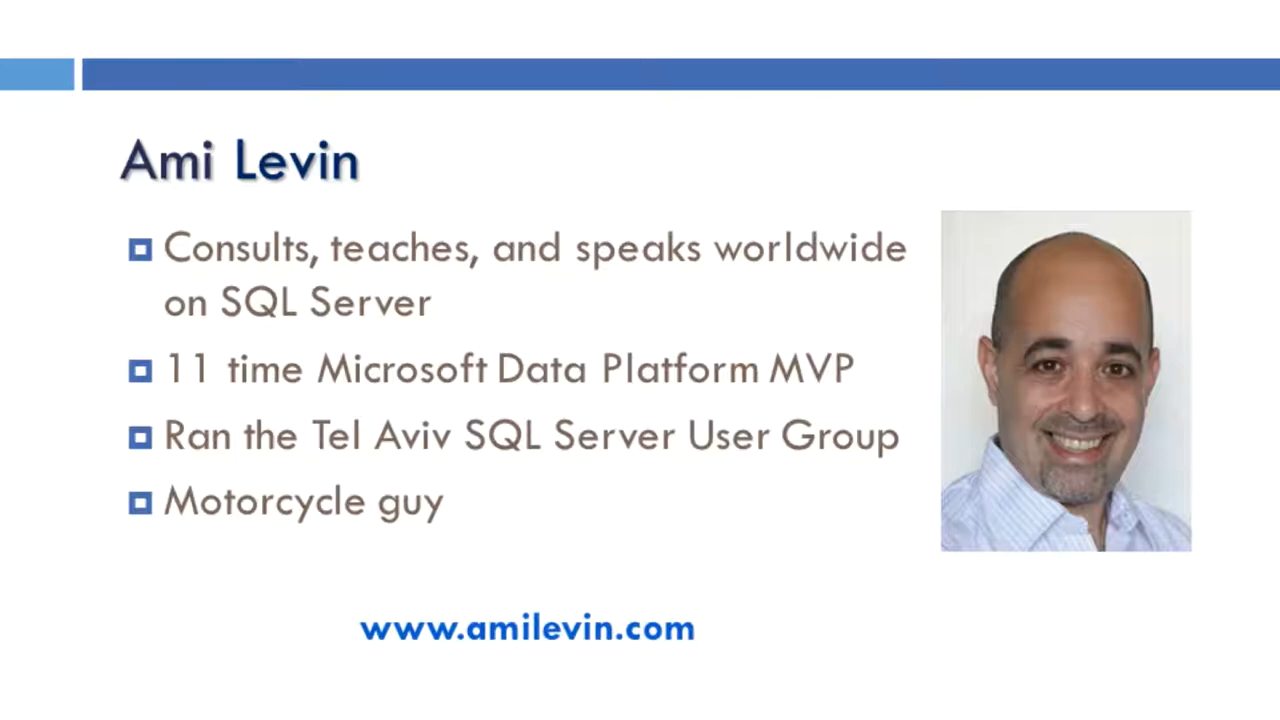 Ami Levin
Consults, teaches, and speaks worldwide
on SQL Server
11 time Microsoft Data Platform MVP
Ran the Tel Aviv SQL Server User Group
Motorcycle guy
www.amilevin.com